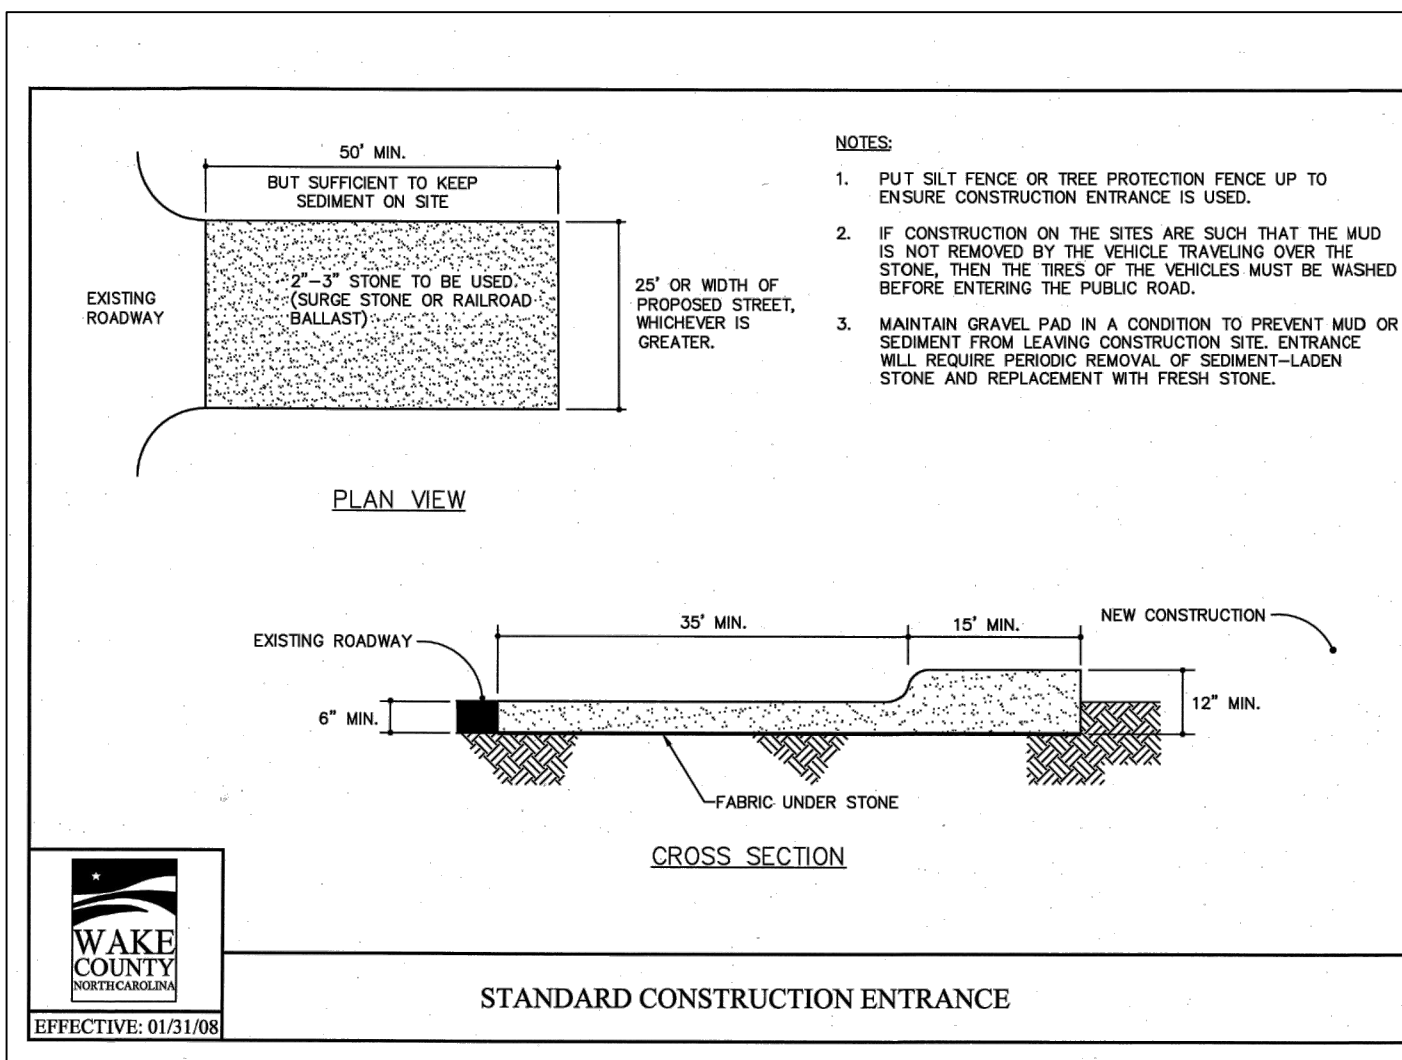 50' MIN.
BUT SUFFICIENT TO KEEP
SEDIMENT ON SITE
2"-3" STONE TO BE USED.
(SURGE STONE OR RAILROAD
BALLAST)
EXISTING
ROADWAY
25' OR WIDTH OF
PROPOSED STREET,
WHICHEVER IS
GREATER.
PLAN VIEW
NOTES:
1. PUT SILT FENCE OR TREE PROTECTION FENCE UP TO
ENSURE CONSTRUCTION ENTRANCE IS USED.
2. IF CONSTRUCTION ON THE SITES ARE SUCH THAT THE MUD
IS NOT REMOVED BY THE VEHICLE TRAVELING OVER THE
STONE, THEN THE TIRES OF THE VEHICLES MUST BE WASHED
BEFORE ENTERING THE PUBLIC ROAD.
3. MAINTAIN GRAVEL PAD IN A CONDITION TO PREVENT MUD OR
SEDIMENT FROM LEAVING CONSTRUCTION SITE. ENTRANCE
WILL REQUIRE PERIODIC REMOVAL OF SEDIMENT-LADEN
STONE AND REPLACEMENT WITH FRESH STONE.
35' MIN.
15' MIN.
NEW CONSTRUCTION
EXISTING ROADWAY
6" MIN.
12" MIN.
FABRIC UNDER STONE
CROSS SECTION
WAKE
COUNTY
NORTH CAROLINA
EFFECTIVE: 01/31/08
STANDARD CONSTRUCTION ENTRANCE